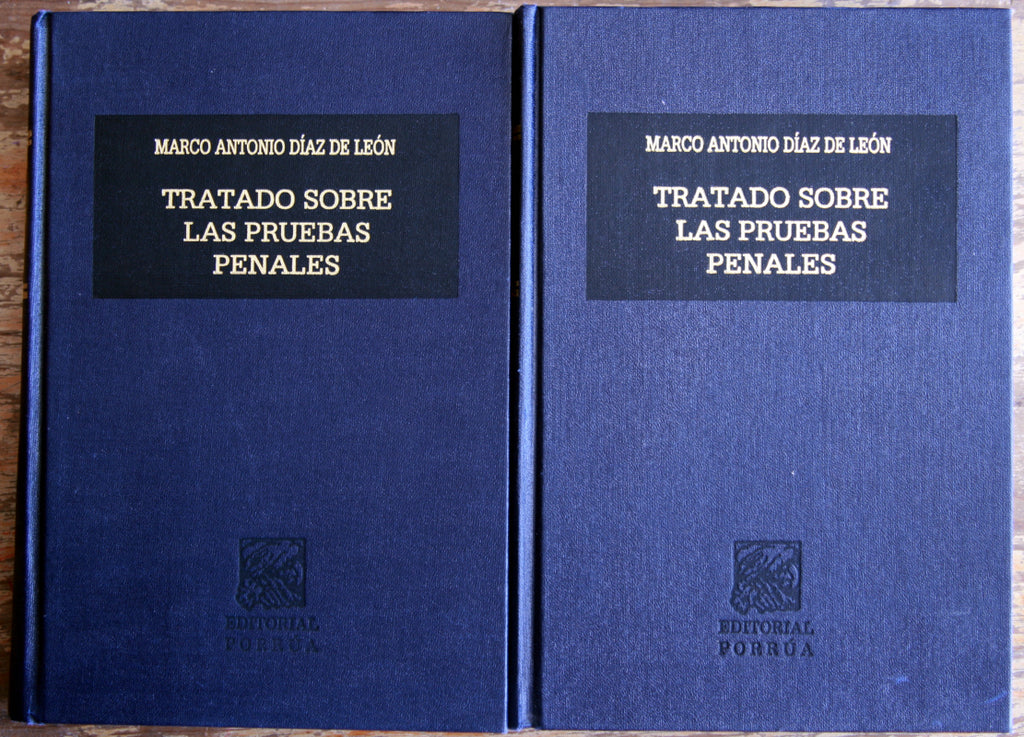 MARCO ANTONIO DÍAZ DE LEÓN
TRATADO SOBRE
LAS PRUEBAS
PENALES
EDITORIAL
PORRÚA
MARCO ANTONIO DÍAZ DE LEÓN
TRATADO SOBRE
LAS PRUEBAS
PENALES
EDITORIAL
PORRÚA